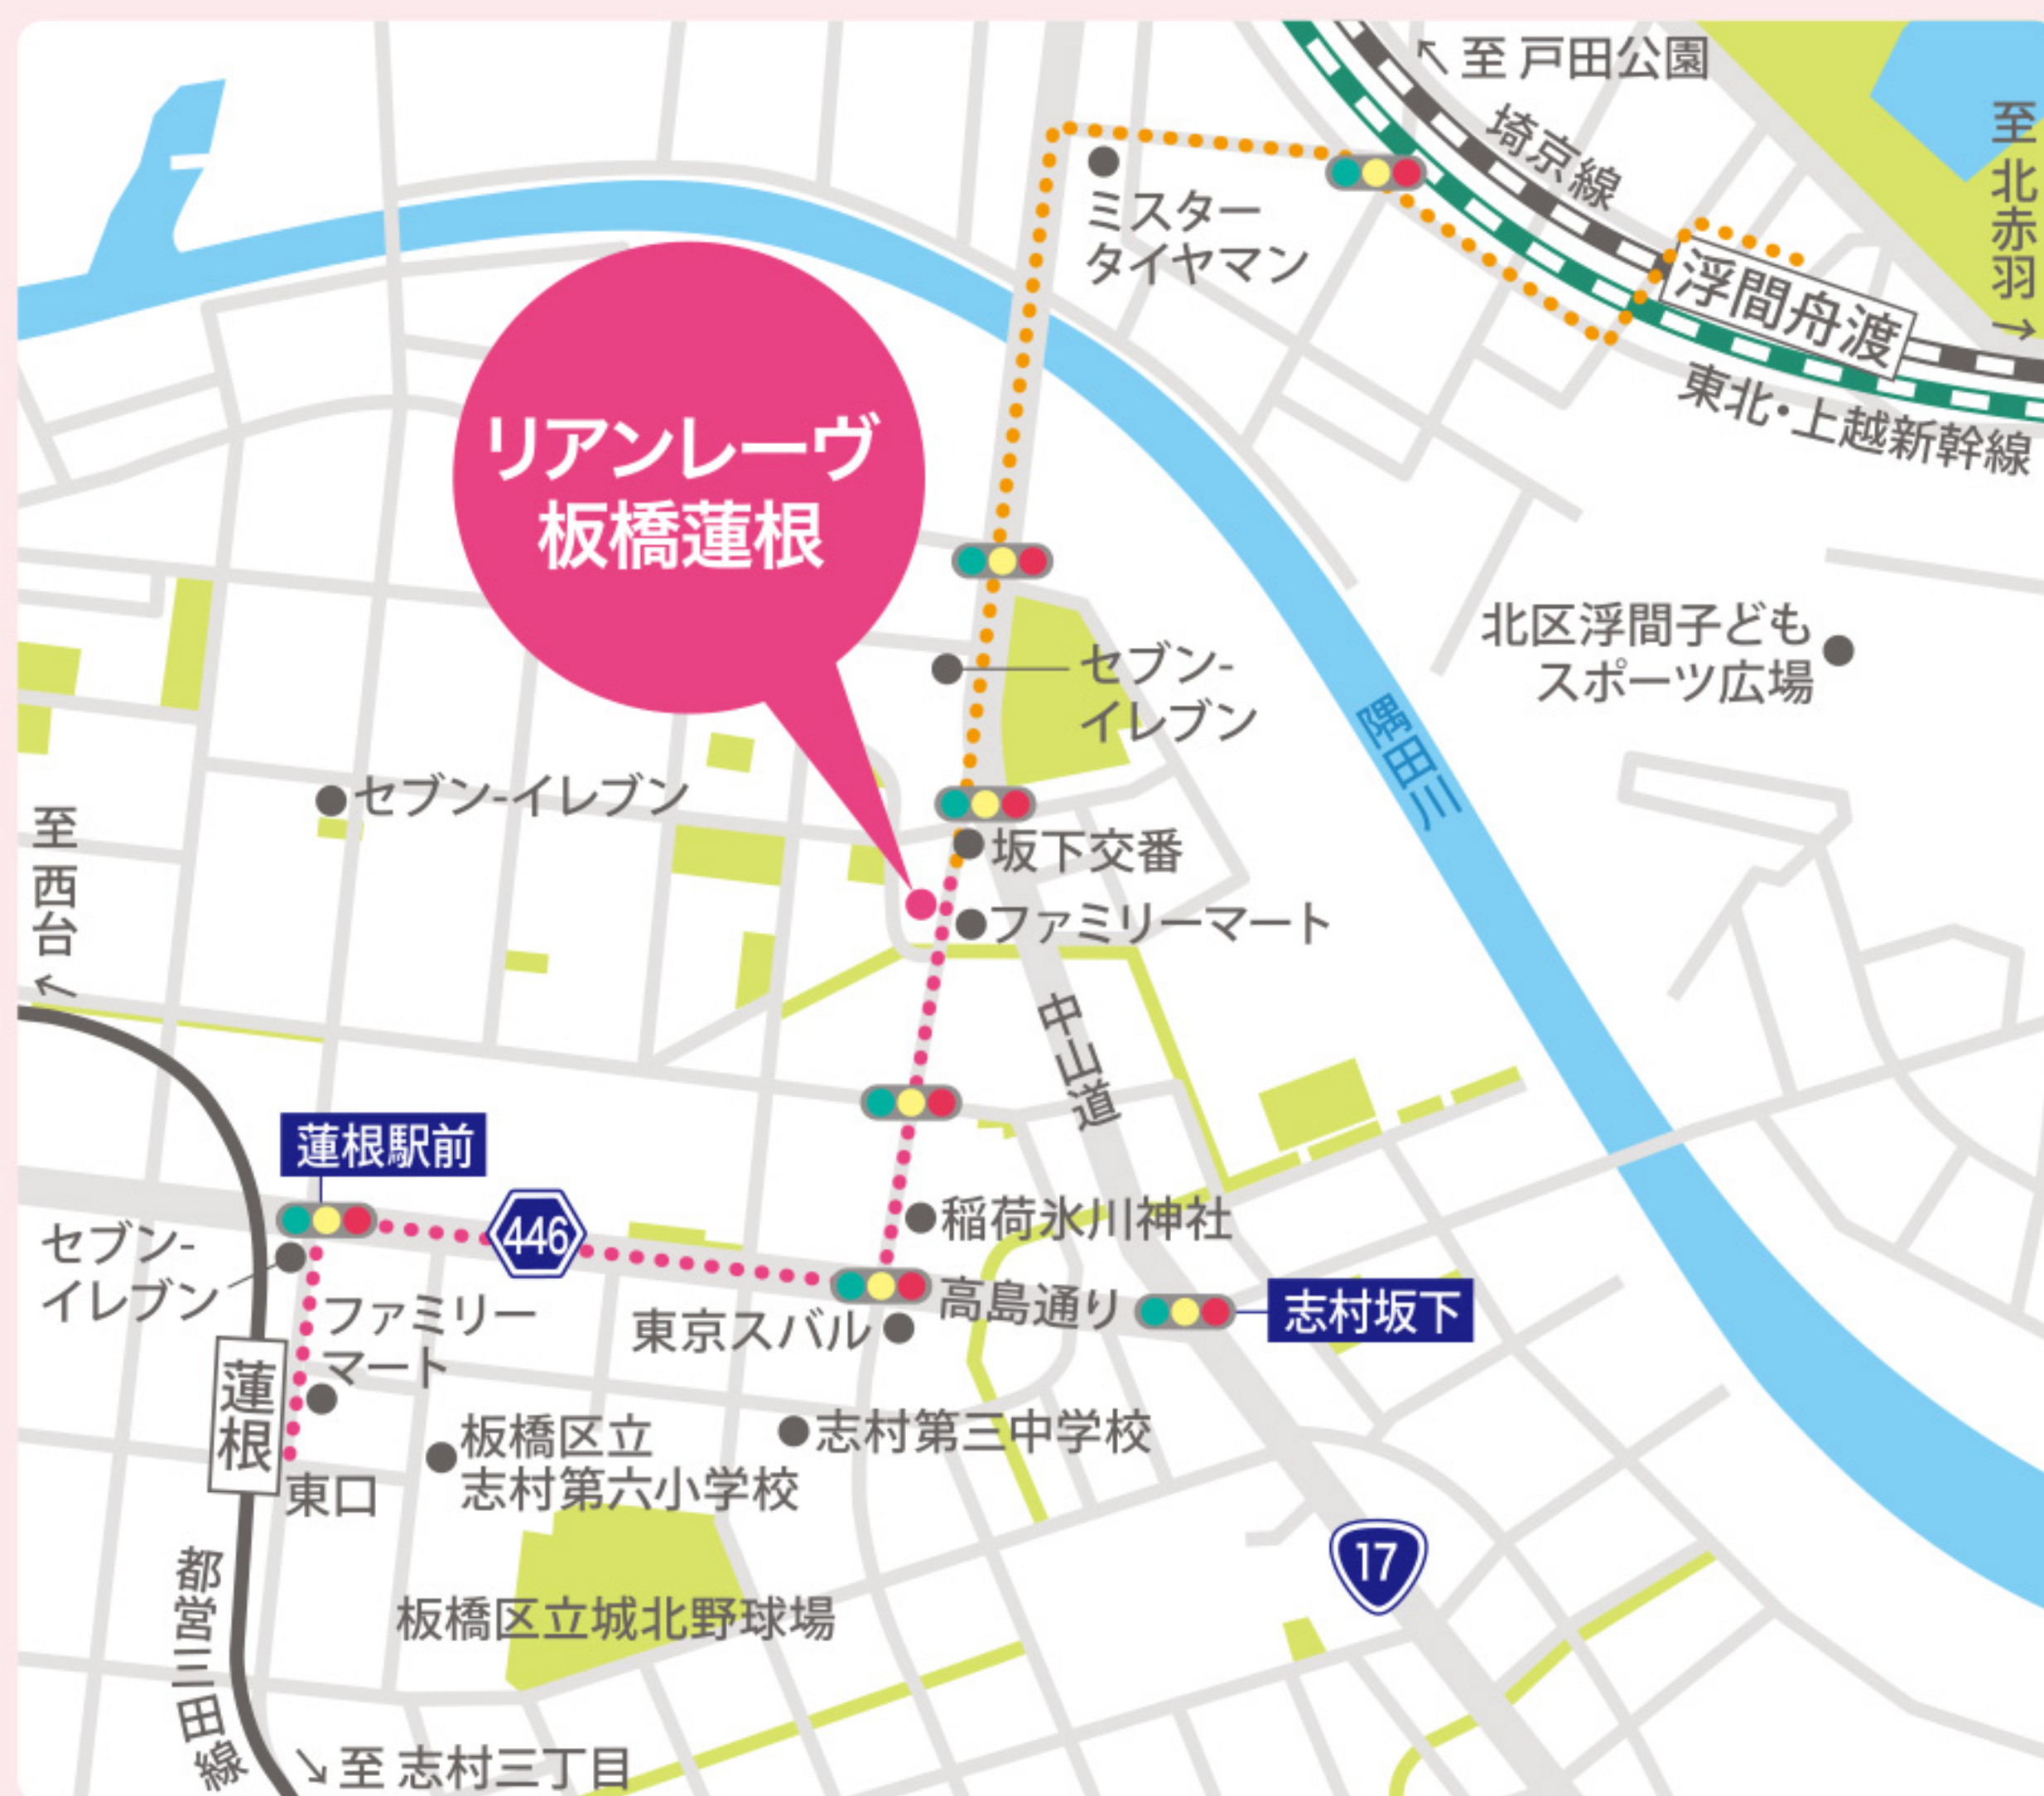 ↖至 戸田公園
埼京線
至北赤羽→
ミスター
タイヤマン
浮間舟渡
東北・上越新幹線
リアンレーヴ
板橋蓮根
北区浮間子ども
スポーツ広場
セブン-
イレブン
隅田川
セブン-イレブン
至西台←
坂下交番
ファミリーマート
中山道
蓮根駅前
446
稲荷氷川神社
セブン-
イレブン
ファミリー
マート
東京スバル
高島通り
志村坂下
蓮根
東口
板橋区立
志村第六小学校
志村第三中学校
17
板橋区立城北野球場
都営三田線
↘至 志村三丁目